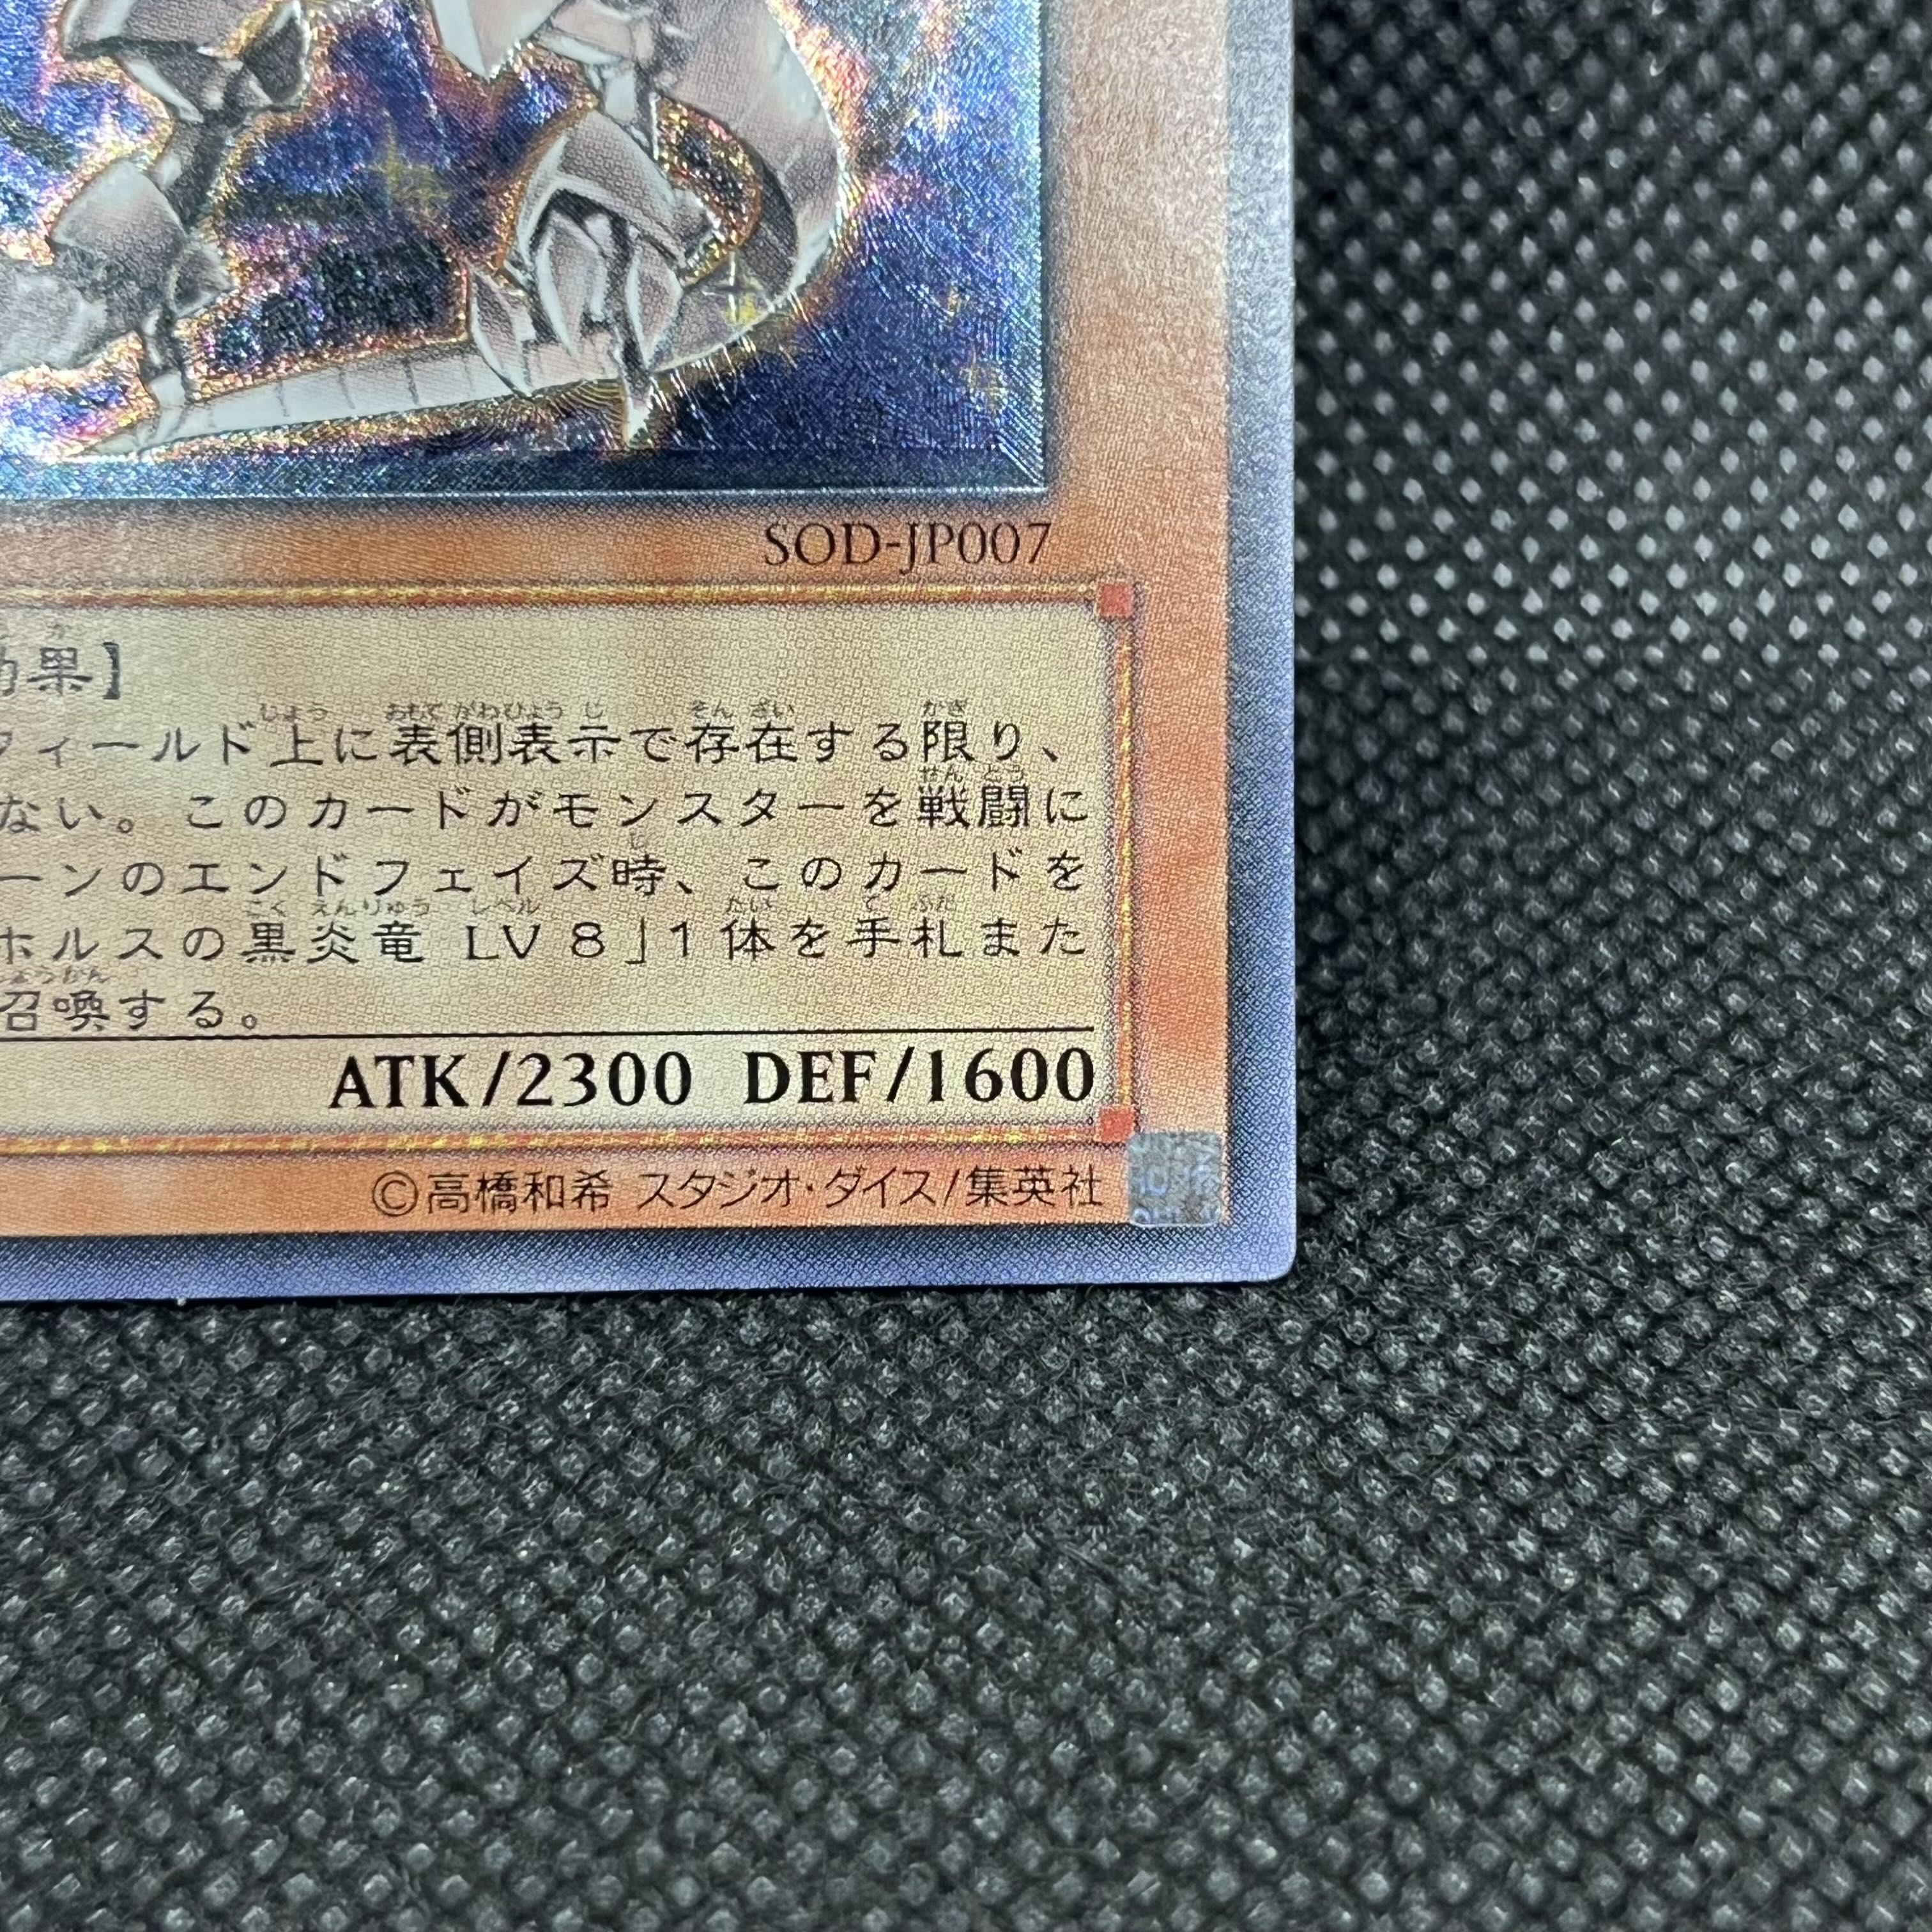 SOD-JP007
効果】
フィールド上に表側表示で存在する限り、
ない。このカードがモンスターを戦闘に
ーンのエンドフェイズ時、このカードを
ホルスの黒炎竜 LV 8」1 体を手札また
召喚する。
ATK/2300 DEF/1600
©高橋和希 スタジオ・ダイス/集英社